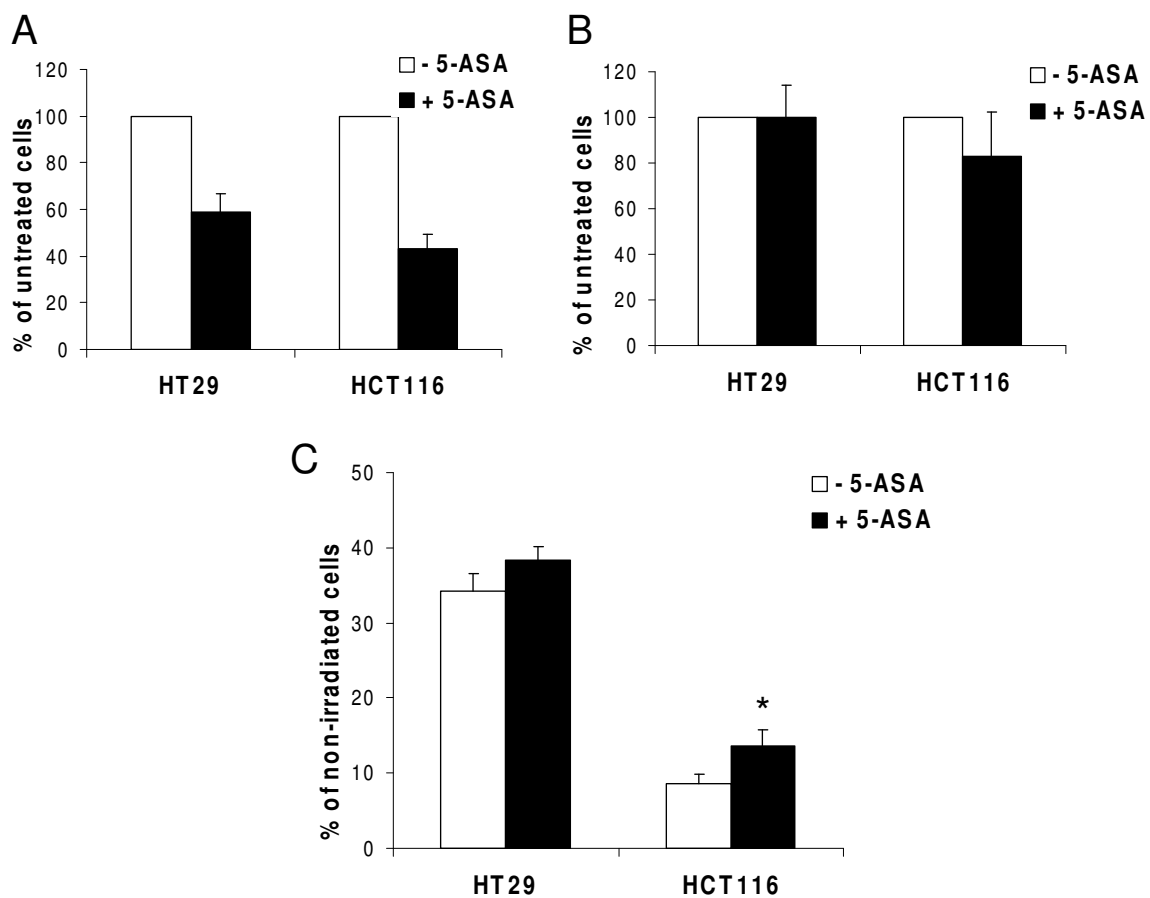 A
- 5-ASA
+ 5-ASA
120
100
80
60
40
20
0
% of untreated cells
HT29 HCT116
B
- 5-ASA
+ 5-ASA
120
100
80
60
40
20
0
% of untreated cells
HT29 HCT116
C
- 5-ASA
+ 5-ASA
50
40
30
20
10
0
% of non-irradiated cells
*
HT29 HCT116